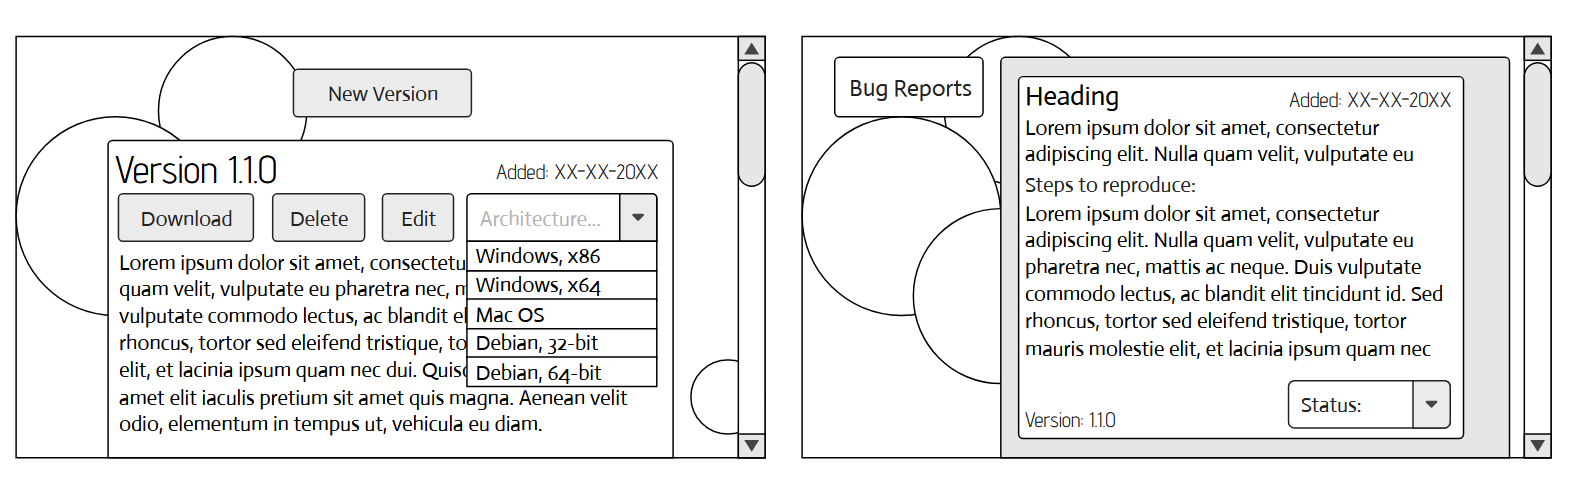 New Version
Version 1.1.0
Added: XX-XX-20XX
Download
Delete
Edit
Architecture...
Windows, x86
Windows, x64
Mac OS
Debian, 32-bit
Debian, 64-bit
Lorem ipsum dolor sit amet, consectetu
quam velit, vulputate eu pharetra nec,
vulputate commodo lectus, ac blandit
rhoncus, tortor sed eleifend tristique, to
elit, et lacinia ipsum quam nec dui. Quisc
amet elit iaculis pretium sit amet quis magna. Aenean velit
odio, elementum in tempus ut, vehicula eu diam.
Bug Reports
Heading
Added: XX-XX-20XX
Lorem ipsum dolor sit amet, consectetur
adipiscing elit. Nulla quam velit, vulputate eu
Steps to reproduce:
Lorem ipsum dolor sit amet, consectetur
adipiscing elit. Nulla quam velit, vulputate eu
pharetra nec, mattis ac neque. Duis vulputate
commodo lectus, ac blandit elit tincidunt id. Sed
rhoncus, tortor sed eleifend tristique, tortor
mauris molestie elit, et lacinia ipsum quam nec
Version: 1.1.0
Status: